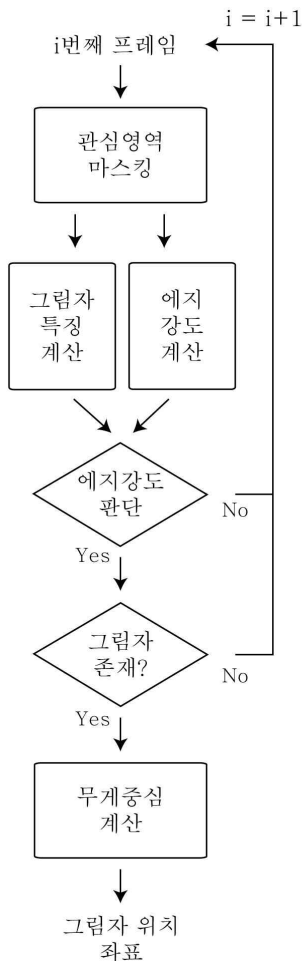 i = i+1
i번째 프레임
관심영역
마스킹
그림자
특징
계산
에지
강도
계산
에지강도
판단
No
Yes
그림자
존재?
No
Yes
무게중심
계산
그림자 위치
좌표